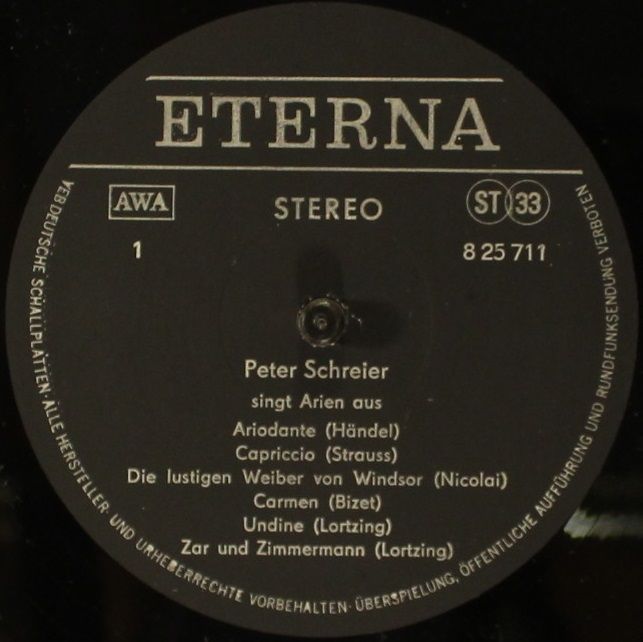 ETERNA
AWA
STEREO
ST 33
1
8 25 711
Peter Schreier
singt Arien aus
Ariodante (Händel)
Capriccio (Strauss)
Die lustigen Weiber von Windsor (Nicolai)
Carmen (Bizet)
Undine (Lortzing)
Zar und Zimmermann (Lortzing)
VEB DEUTSCHE SCHALLPLATTEN · ALLE HERSTELLER- UND URHEBERRECHTE VORBEHALTEN · ÜBERSPIELUNG, ÖFFENTLICHE AUFFÜHRUNG UND RUNDFUNKSENDUNG VERBOTEN